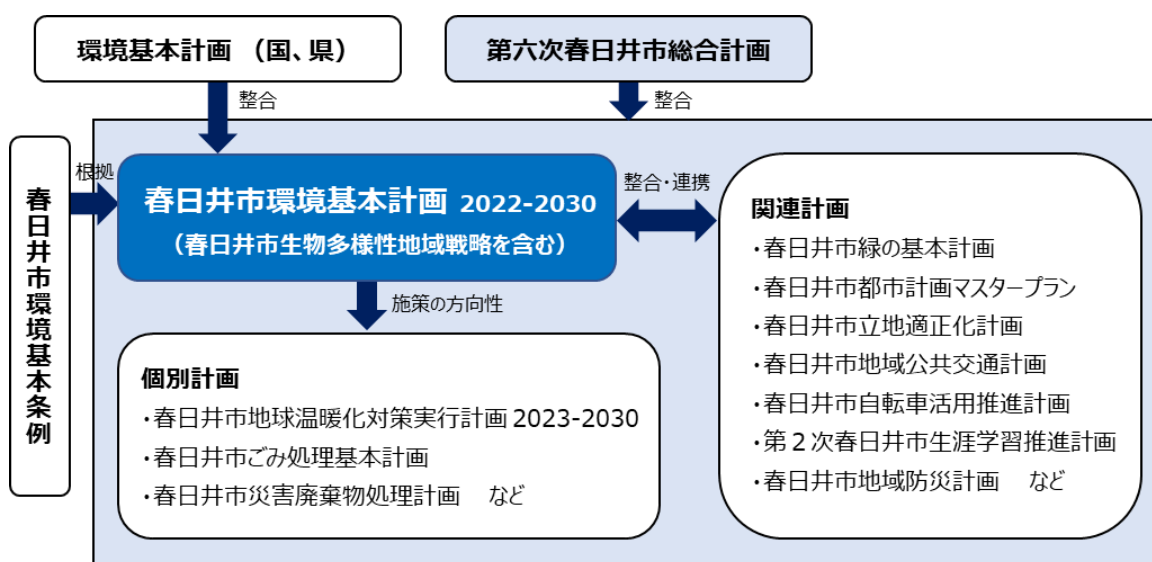 環境基本計画 （国、県）
第六次春日井市総合計画
整合
整合
春日井市環境基本条例
根拠
春日井市環境基本計画 2022-2030
（春日井市生物多様性地域戦略を含む）
整合・連携
施策の方向性
個別計画
・春日井市地球温暖化対策実行計画 2023-2030
・春日井市ごみ処理基本計画
・春日井市災害廃棄物処理計画　など
関連計画
・春日井市緑の基本計画
・春日井市都市計画マスタープラン
・春日井市立地適正化計画
・春日井市地域公共交通計画
・春日井市自転車活用推進計画
・第２次春日井市生涯学習推進計画
・春日井市地域防災計画　など